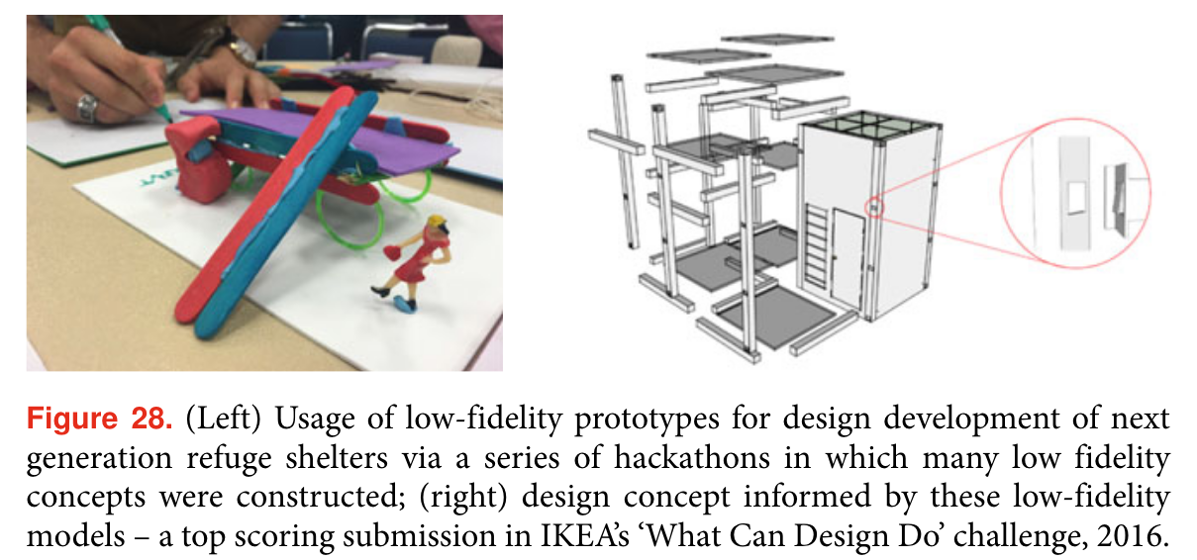 Figure 28. (Left) Usage of low-fidelity prototypes for design development of next
generation refuge shelters via a series of hackathons in which many low fidelity
concepts were constructed; (right) design concept informed by these low-fidelity
models – a top scoring submission in IKEA’s ‘What Can Design Do’ challenge, 2016.